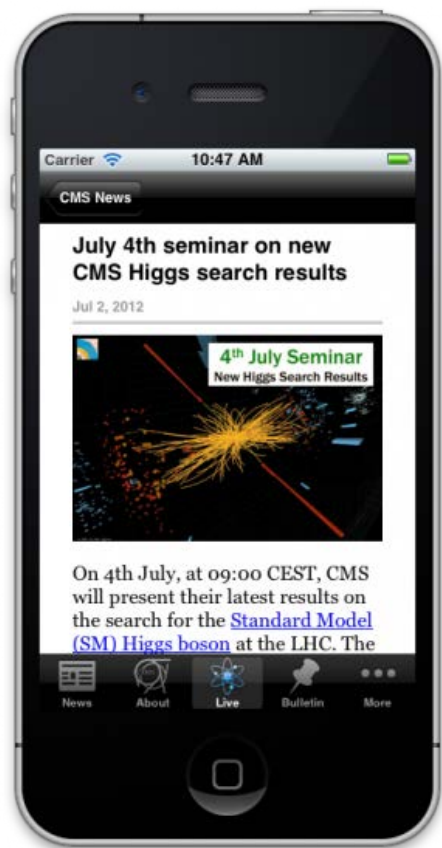 Carrier 10:47 AM
CMS News
July 4th seminar on new
CMS Higgs search results
Jul 2, 2012
4th July Seminar
New Higgs Search Results
On 4th July, at 09:00 CEST, CMS
will present their latest results on
the search for the Standard Model
(SM) Higgs boson at the LHC. The
News About Live Bulletin More